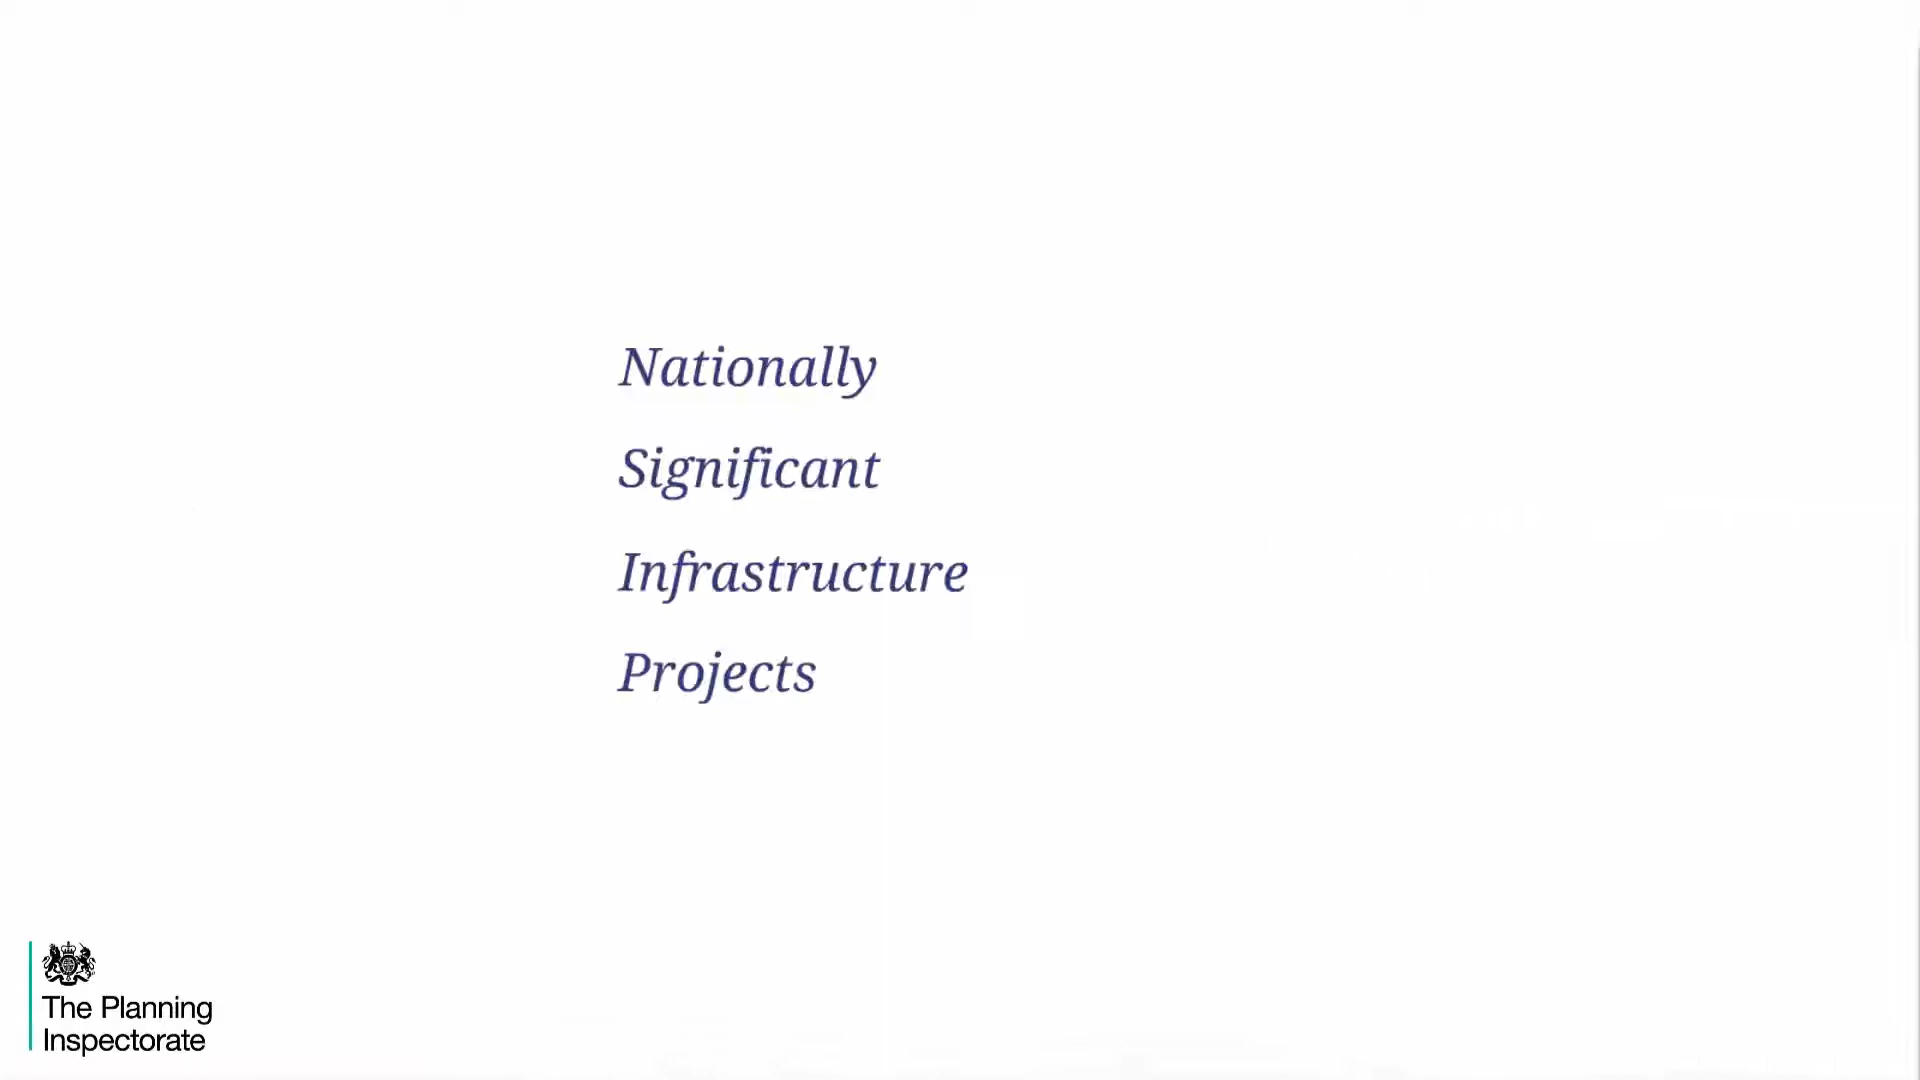 Nationally
Significant
Infrastructure
Projects
The Planning
Inspectorate